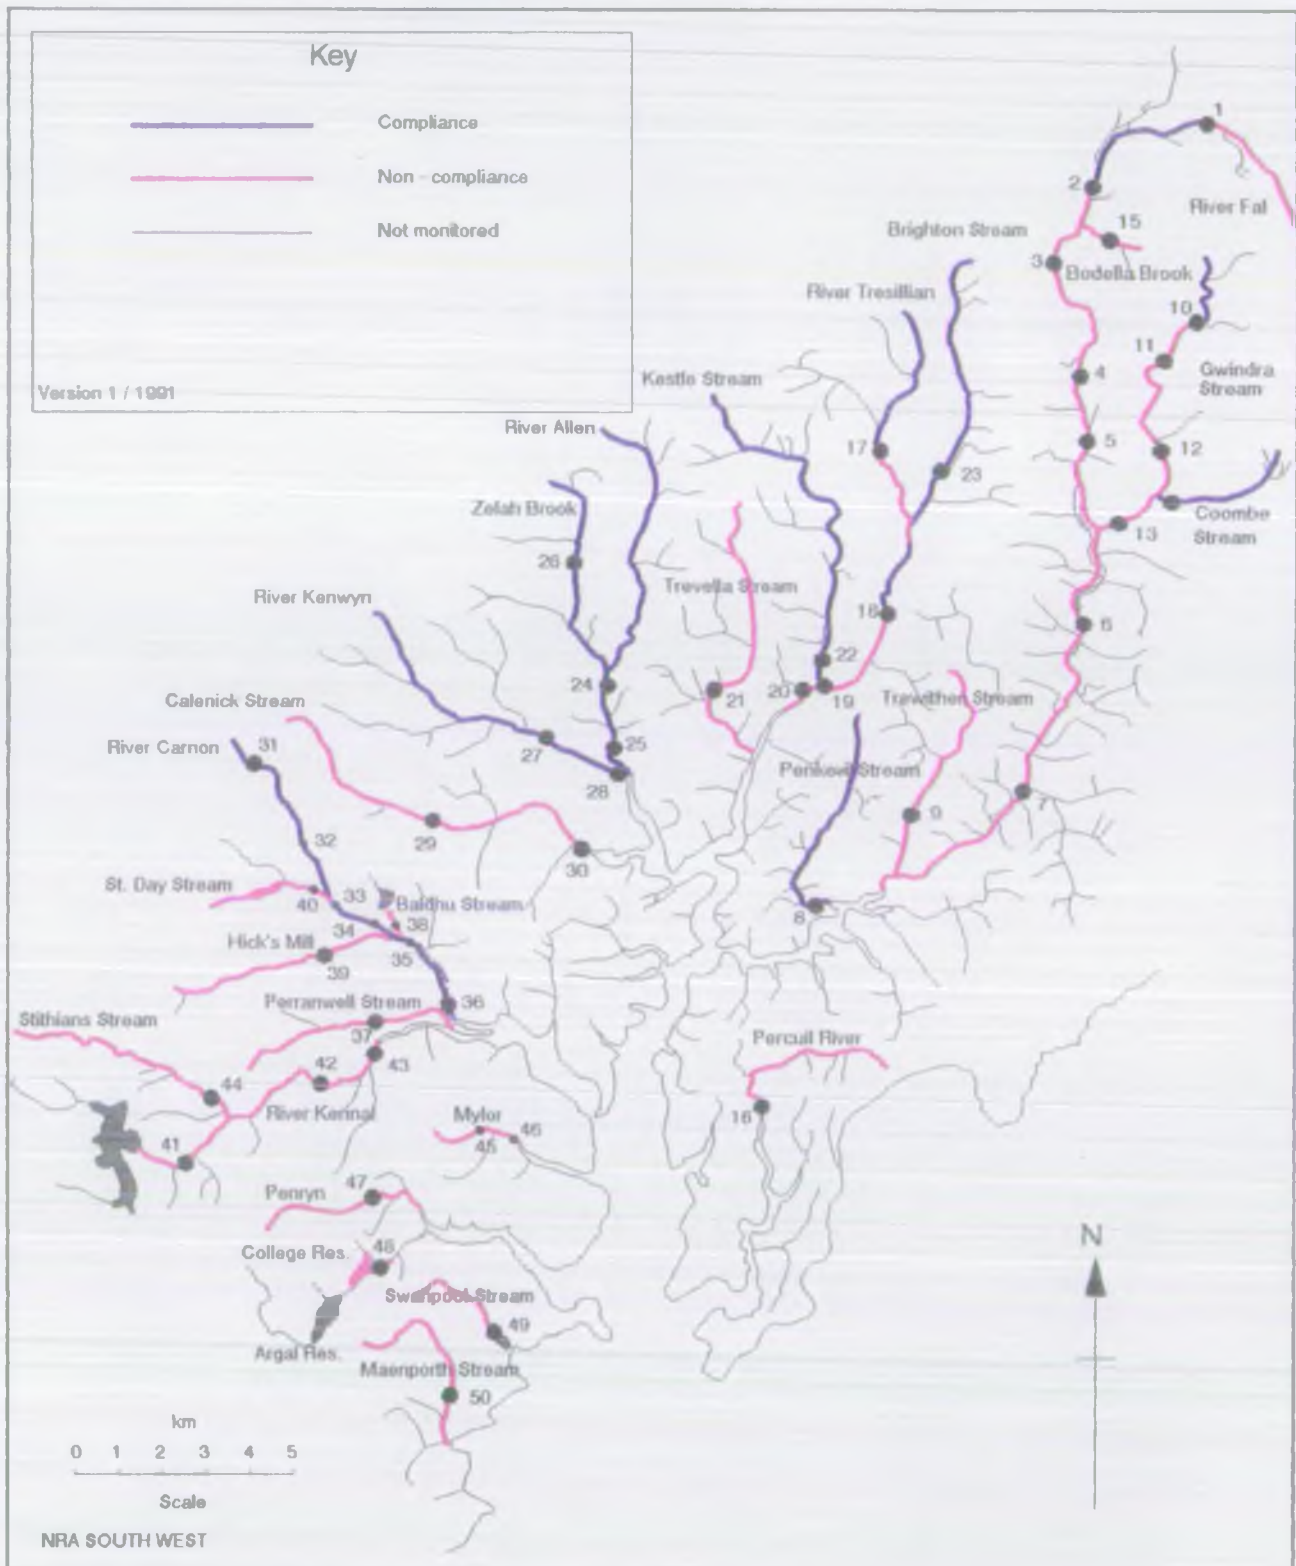 Key
Compliance
Non - compliance
Not monitored
Version 1 / 1991
1
2
River Fal
15
Brighton Stream
3
Bodella Brook
River Tresillian
10
11
4
Gwindra
Stream
Kestle Stream
River Allen
5
12
17
23
Zelah Brook
Coombe
Stream
13
26
Trevella Stream
River Kenwyn
18
6
22
24
21
20
19
Trewithen Stream
Calenick Stream
River Carnon
31
25
27
Penkevil Stream
28
7
9
32
29
30
St. Day Stream
40
33
Baldhu Stream
8
34
38
Hick's Mill
35
39
Perranwell Stream
36
Stithians Stream
37
Percuil River
42
43
44
River Kennal
Mylor
16
41
45
46
47
Penryn
N
College Res.
48
Swanpool Stream
49
Argal Res.
Maenporth Stream
50
km
0 1 2 3 4 5
Scale
NRA SOUTH WEST